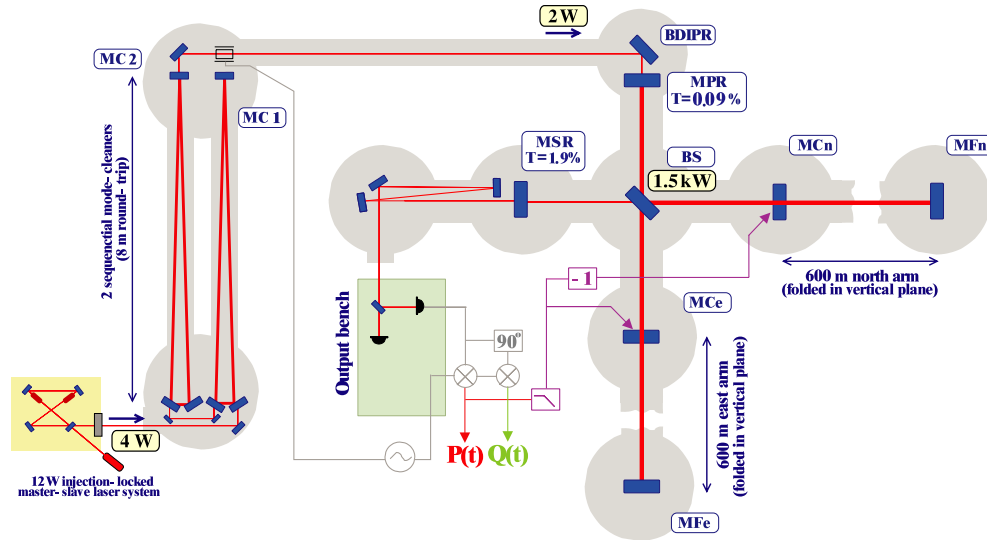 2 W
BDIPR
MC 2
MPR
T=0.09%
MC 1
MSR
T=1.9%
BS
1.5 kW
MCn
MFn
2 sequenctial mode- cleaners
(8 m round- trip)
600 m north arm
(folded in vertical plane)
- 1
MCe
Output bench
90°
600 m east arm
(folded in vertical plane)
4 W
P(t)
Q(t)
12 W injection- locked
master- slave laser system
MFe